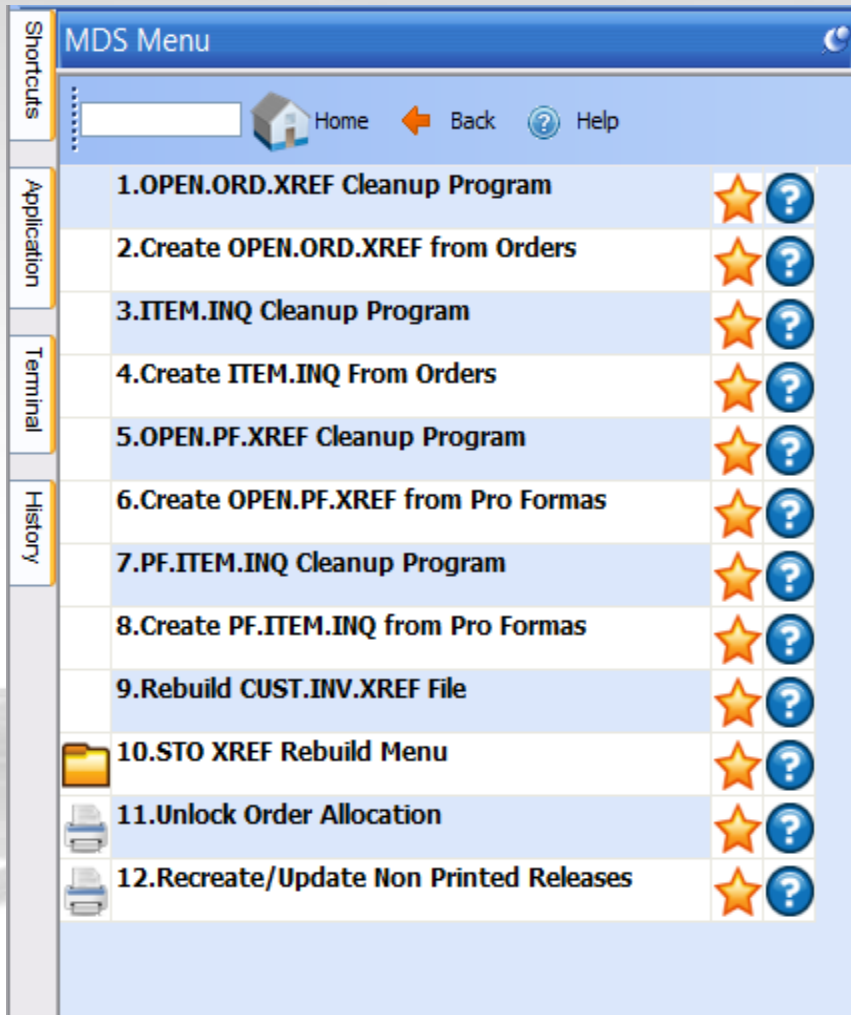 MDS Menu
Home Back Help
Shortcuts
Application
Terminal
History
1.OPEN.ORD.XREF Cleanup Program
2.Create OPEN.ORD.XREF from Orders
3.ITEM.INQ Cleanup Program
4.Create ITEM.INQ From Orders
5.OPEN.PF.XREF Cleanup Program
6.Create OPEN.PF.XREF from Pro Formas
7.PF.ITEM.INQ Cleanup Program
8.Create PF.ITEM.INQ from Pro Formas
9.Rebuild CUST.INV.XREF File
10.STO XREF Rebuild Menu
11.Unlock Order Allocation
12.Recreate/Update Non Printed Releases